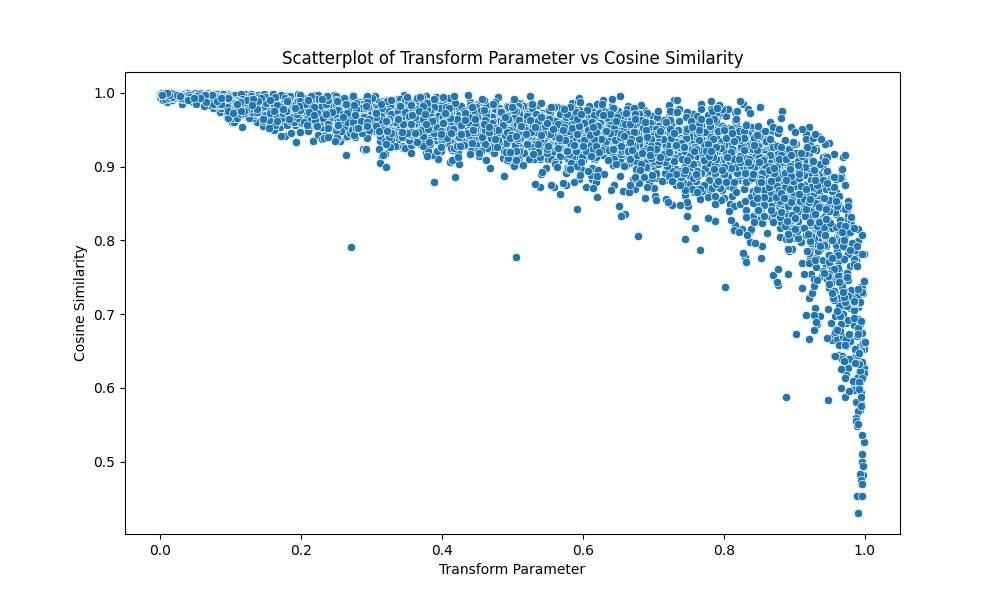 Scatterplot of Transform Parameter vs Cosine Similarity
Cosine Similarity
1.0
0.9
0.8
0.7
0.6
0.5
0.0 0.2 0.4 0.6 0.8 1.0
Transform Parameter